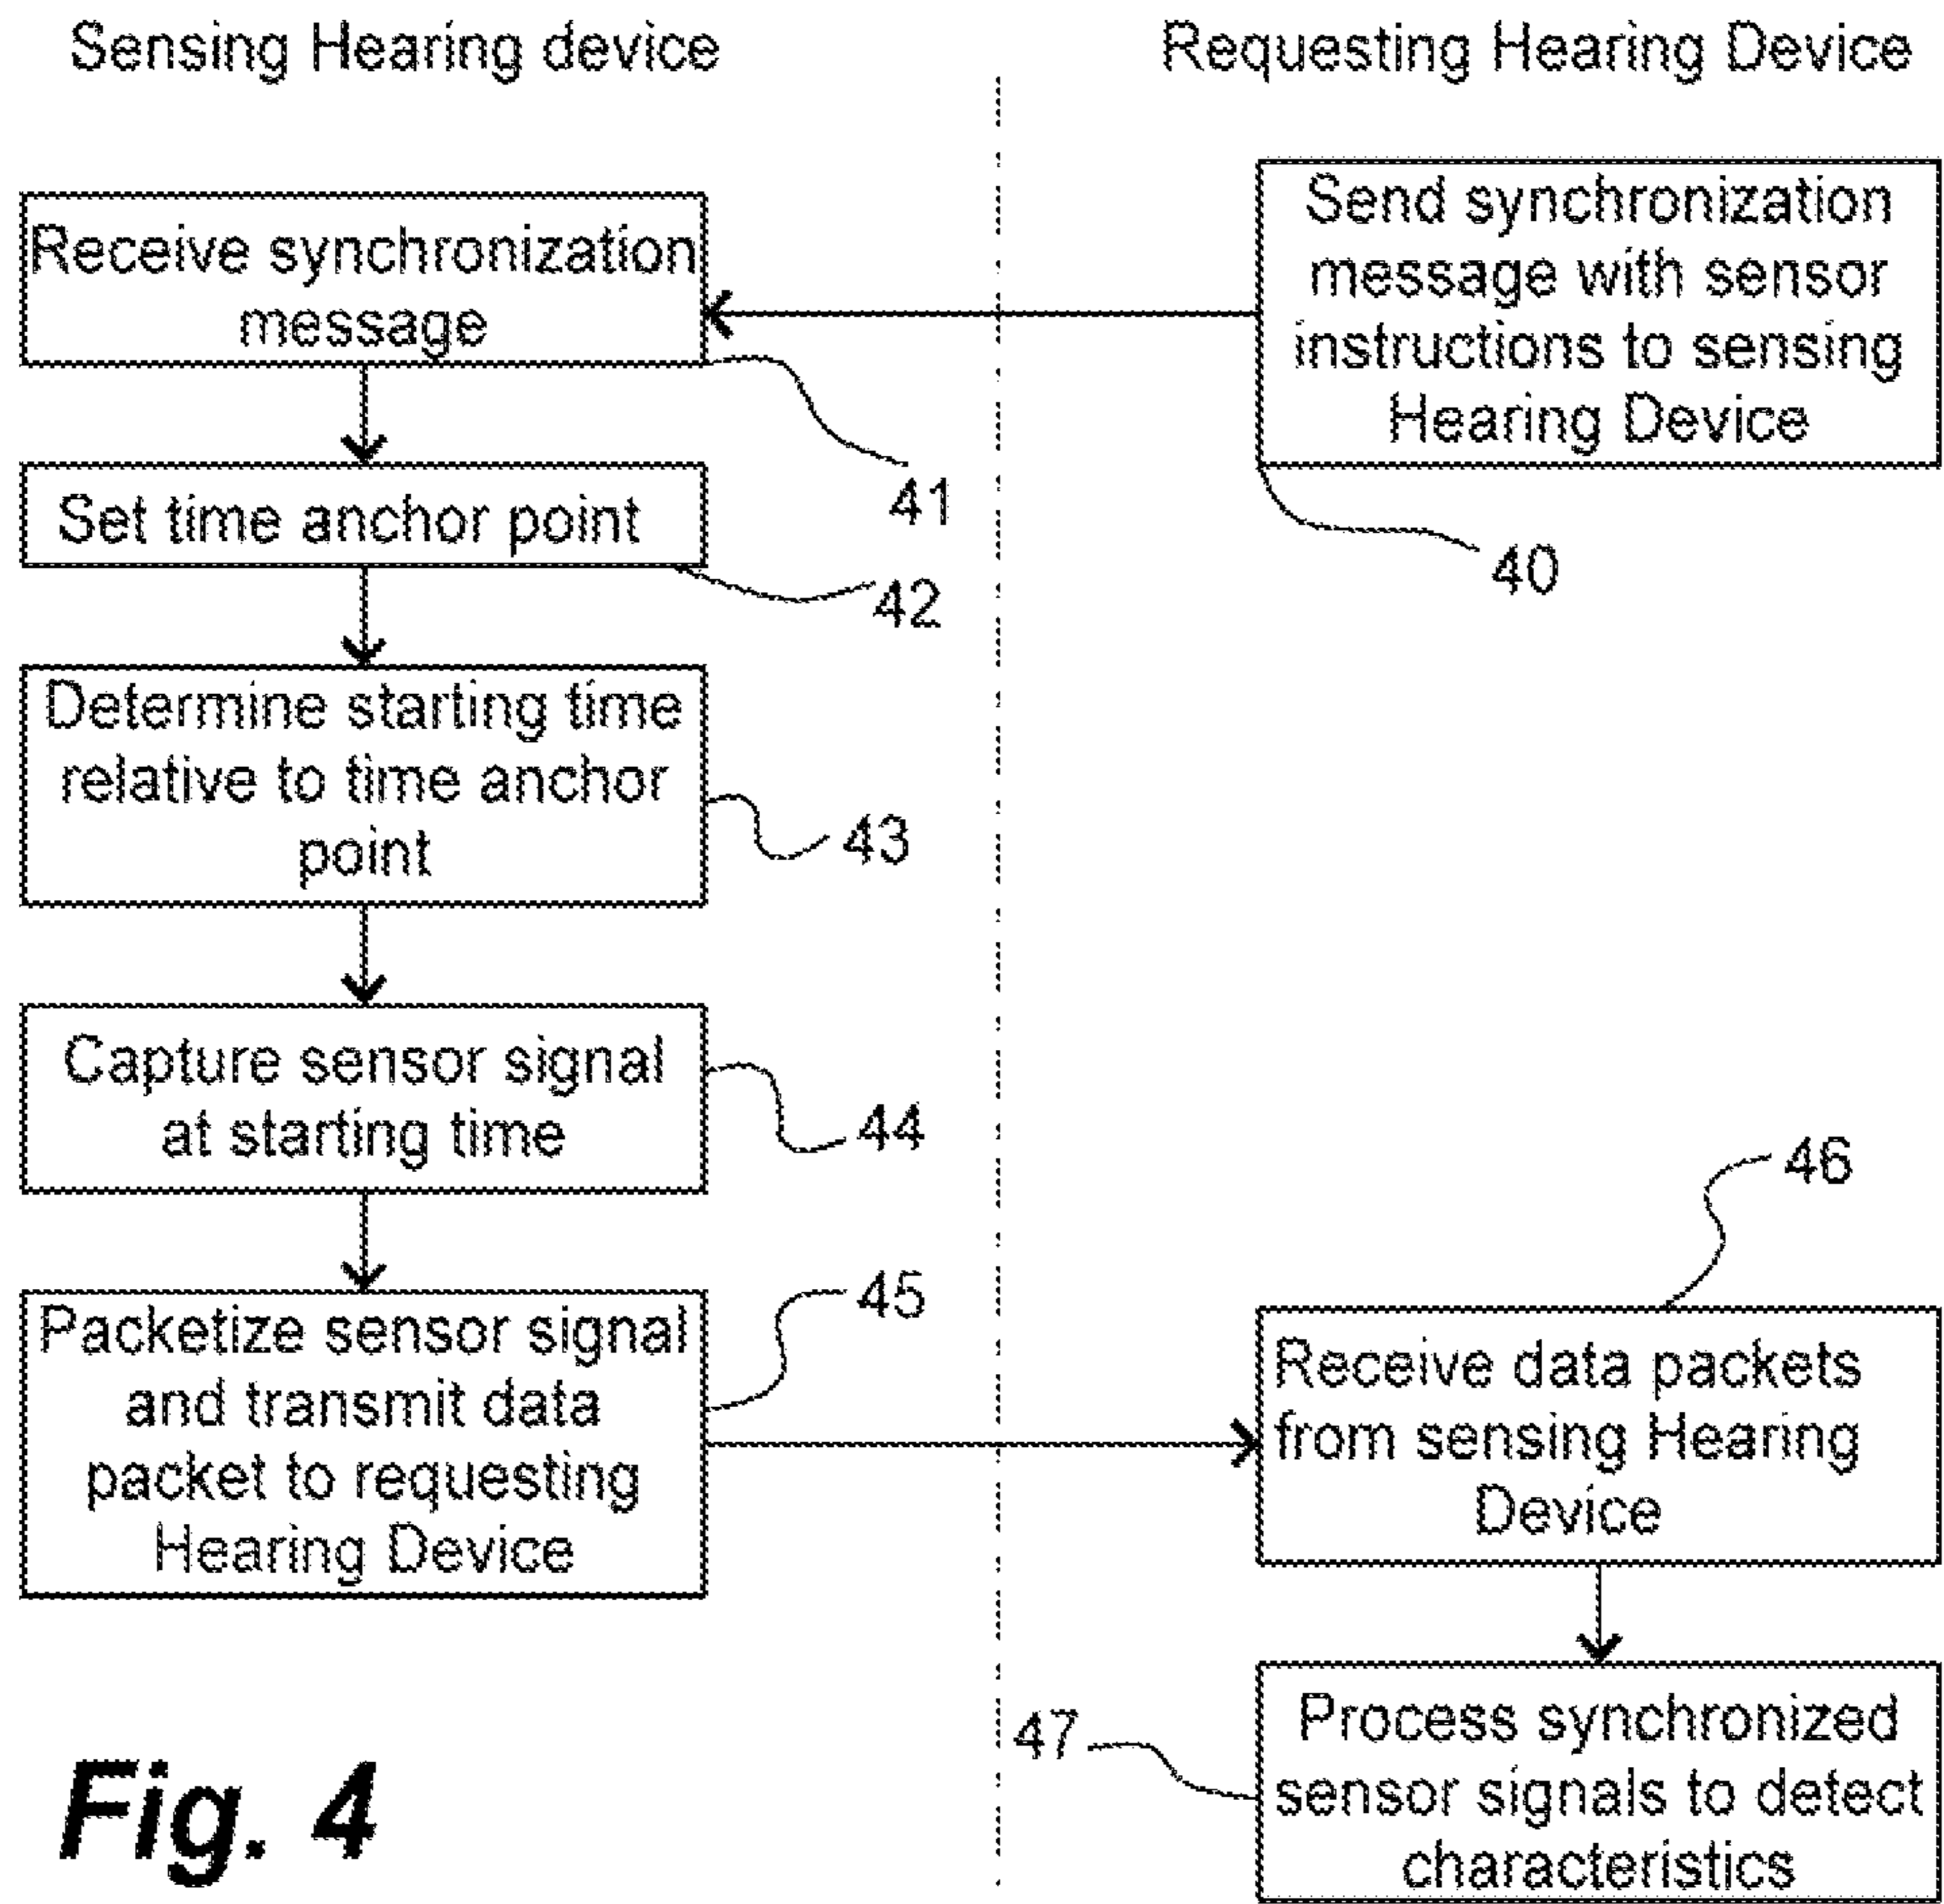 Sensing Hearing device
Requesting Hearing Device
Send synchronization
message with sensor
instructions to sensing
Hearing Device
40
Receive synchronization
message
41
Set time anchor point
42
Determine starting time
relative to time anchor
point
43
Capture sensor signal
at starting time
44
Packetize sensor signal
and transmit data
packet to requesting
Hearing Device
45
46
Receive data packets
from sensing Hearing
Device
47
Process synchronized
sensor signals to detect
characteristics
Fig. 4